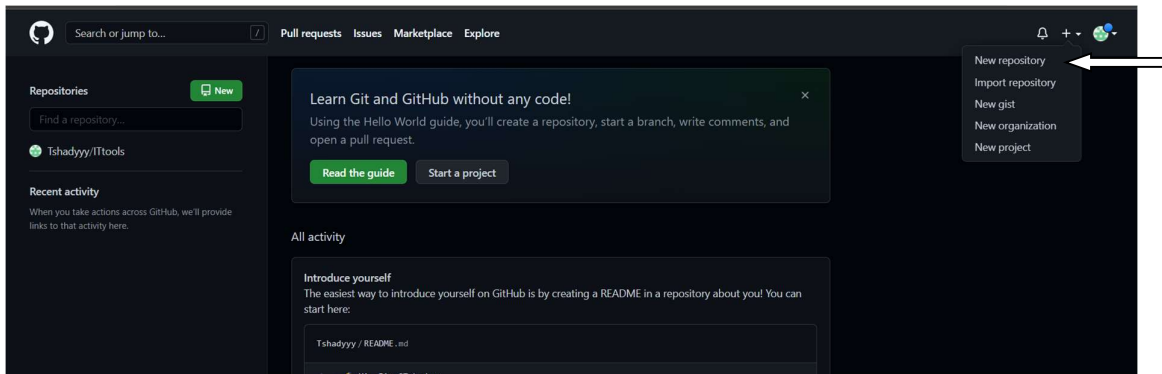 Search or jump to... /
Pull requests Issues Marketplace Explore
New repository
Import repository
New gist
New organization
New project
Repositories
New
Find a repository...
Tshadyyy/ITtools
Recent activity
When you take actions across GitHub, we'll provide
links to that activity here.
Learn Git and GitHub without any code!
Using the Hello World guide, you'll create a repository, start a branch, write comments, and
open a pull request.
Read the guide Start a project
All activity
Introduce yourself
The easiest way to introduce yourself on GitHub is by creating a README in a repository about you! You can
start here:
Tshadyyy / README.md